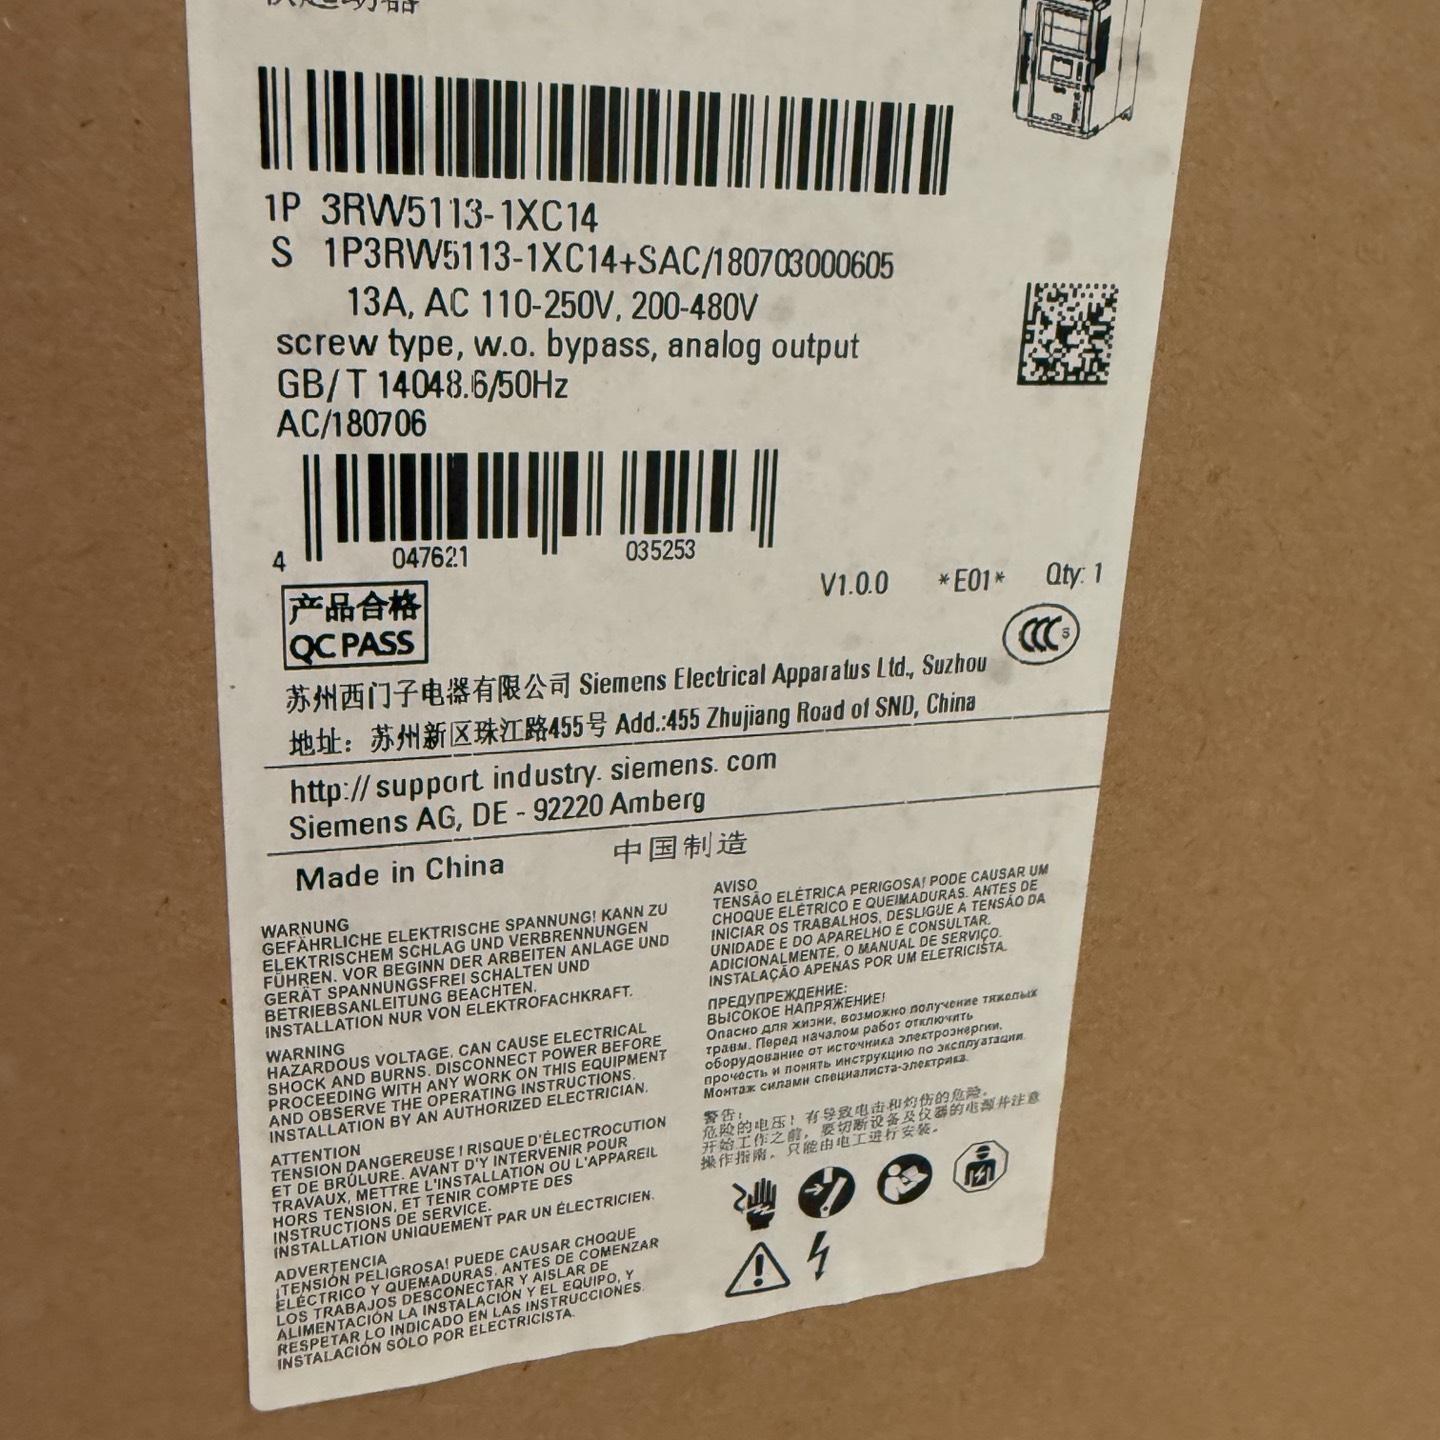 软起动器
1P 3RW5113-1XC14
S 1P3RW5113-1XC14+SAC/180703000605
13A, AC 110-250V, 200-480V
screw type, w.o. bypass, analog output
GB/T 14048.6/50Hz
AC/180706
4 047621 035253
V1.0.0 *E01* Qty: 1
产品合格
QC PASS
CCC S
苏州西门子电器有限公司 Siemens Electrical Apparatus Ltd., Suzhou
地址：苏州新区珠江路455号 Add.:455 Zhujiang Road of SND, China
http://support.industry.siemens.com
Siemens AG, DE - 92220 Amberg
Made in China 中国制造
WARNUNG
GEFÄHRLICHE ELEKTRISCHE SPANNUNG! KANN ZU
ELEKTRISCHEM SCHLAG UND VERBRENNUNGEN
FÜHREN. VOR BEGINN DER ARBEITEN ANLAGE UND
GERÄT SPANNUNGSFREI SCHALTEN UND
BETRIEBSANLEITUNG BEACHTEN.
INSTALLATION NUR VON ELEKTROFACHKRAFT.
WARNING
HAZARDOUS VOLTAGE. CAN CAUSE ELECTRICAL
SHOCK AND BURNS. DISCONNECT POWER BEFORE
PROCEEDING WITH ANY WORK ON THIS EQUIPMENT
AND OBSERVE THE OPERATING INSTRUCTIONS.
INSTALLATION BY AN AUTHORIZED ELECTRICIAN.
ATTENTION
TENSION DANGEREUSE ! RISQUE D'ÉLECTROCUTION
ET DE BRÛLURE. AVANT D'Y INTERVENIR POUR
TRAVAUX, METTRE L'INSTALLATION OU L'APPAREIL
HORS TENSION, ET TENIR COMPTE DES
INSTRUCTIONS DE SERVICE.
INSTALLATION UNIQUEMENT PAR UN ÉLECTRICIEN.
ADVERTENCIA
¡TENSIÓN PELIGROSA! PUEDE CAUSAR CHOQUE
ELÉCTRICO Y QUEMADURAS. ANTES DE COMENZAR
LOS TRABAJOS DESCONECTAR Y AISLAR DE
ALIMENTACIÓN LA INSTALACIÓN Y EL EQUIPO, Y
RESPETAR LO INDICADO EN LAS INSTRUCCIONES.
INSTALACIÓN SÓLO POR ELECTRICISTA.
AVISO
TENSÃO ELÉTRICA PERIGOSA! PODE CAUSAR UM
CHOQUE ELÉTRICO E QUEIMADURAS. ANTES DE
INICIAR OS TRABALHOS, DESLIGUE A TENSÃO DA
UNIDADE E DO APARELHO E CONSULTAR,
ADICIONALMENTE, O MANUAL DE SERVIÇO.
INSTALAÇÃO APENAS POR UM ELETRICISTA.
ПРЕДУПРЕЖДЕНИЕ:
ВЫСОКОЕ НАПРЯЖЕНИЕ!
Опасно для жизни, возможно получение тяжелых
травм. Перед началом работ отключить
оборудование от источника электроэнергии,
прочесть и понять инструкцию по эксплуатации.
Монтаж силами специалиста-электрика.
警告：
危险的电压！有导致电击和灼伤的危险。
开始工作之前，要切断设备及仪器的电源并注意
操作指南。只能由电工进行安装。